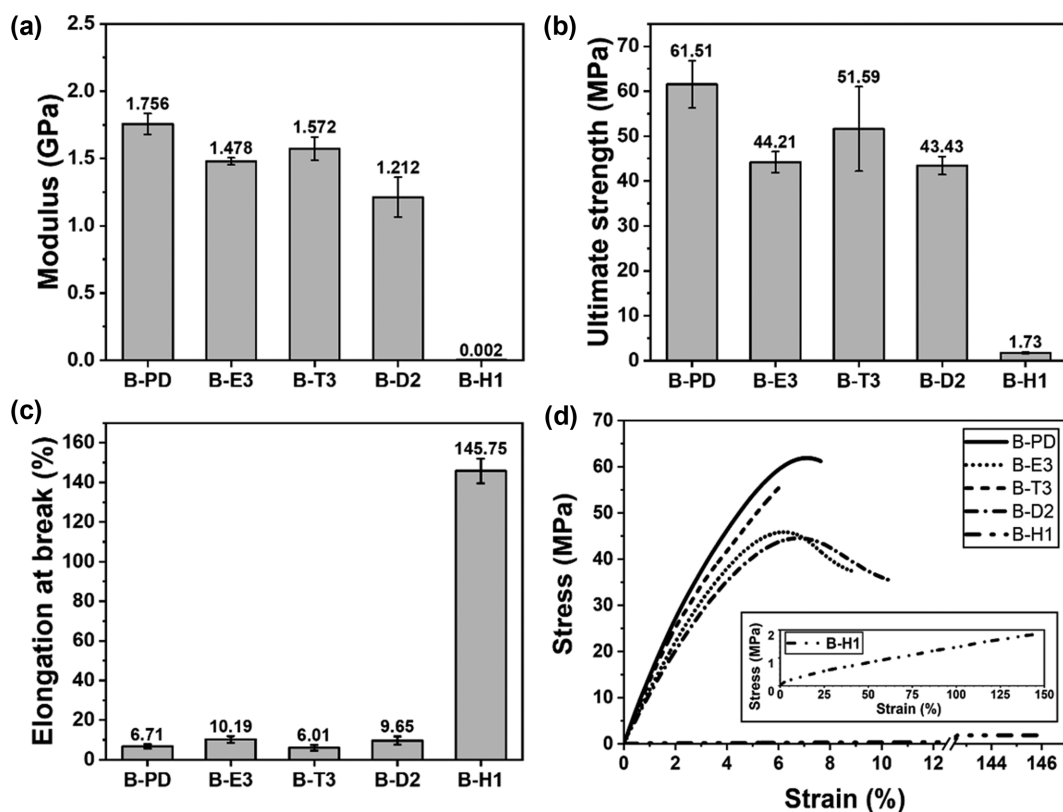 (a)
Modulus (GPa)
2.5
2.0
1.5
1.0
0.5
0.0
1.756
1.478
1.572
1.212
0.002
B-PD B-E3 B-T3 B-D2 B-H1
(b)
Ultimate strength (MPa)
70
60
50
40
30
20
10
0
61.51
44.21
51.59
43.43
1.73
B-PD B-E3 B-T3 B-D2 B-H1
(c)
Elongation at break (%)
160
140
120
100
80
60
40
20
0
6.71
10.19
6.01
9.65
145.75
B-PD B-E3 B-T3 B-D2 B-H1
(d)
Stress (MPa)
70
60
50
40
30
20
10
0
B-PD
B-E3
B-T3
B-D2
B-H1
Stress (MPa)
2
1
0
B-H1
0 25 50 75 100 125 150
Strain (%)
0 2 4 6 8 10 12 144 146
Strain (%)